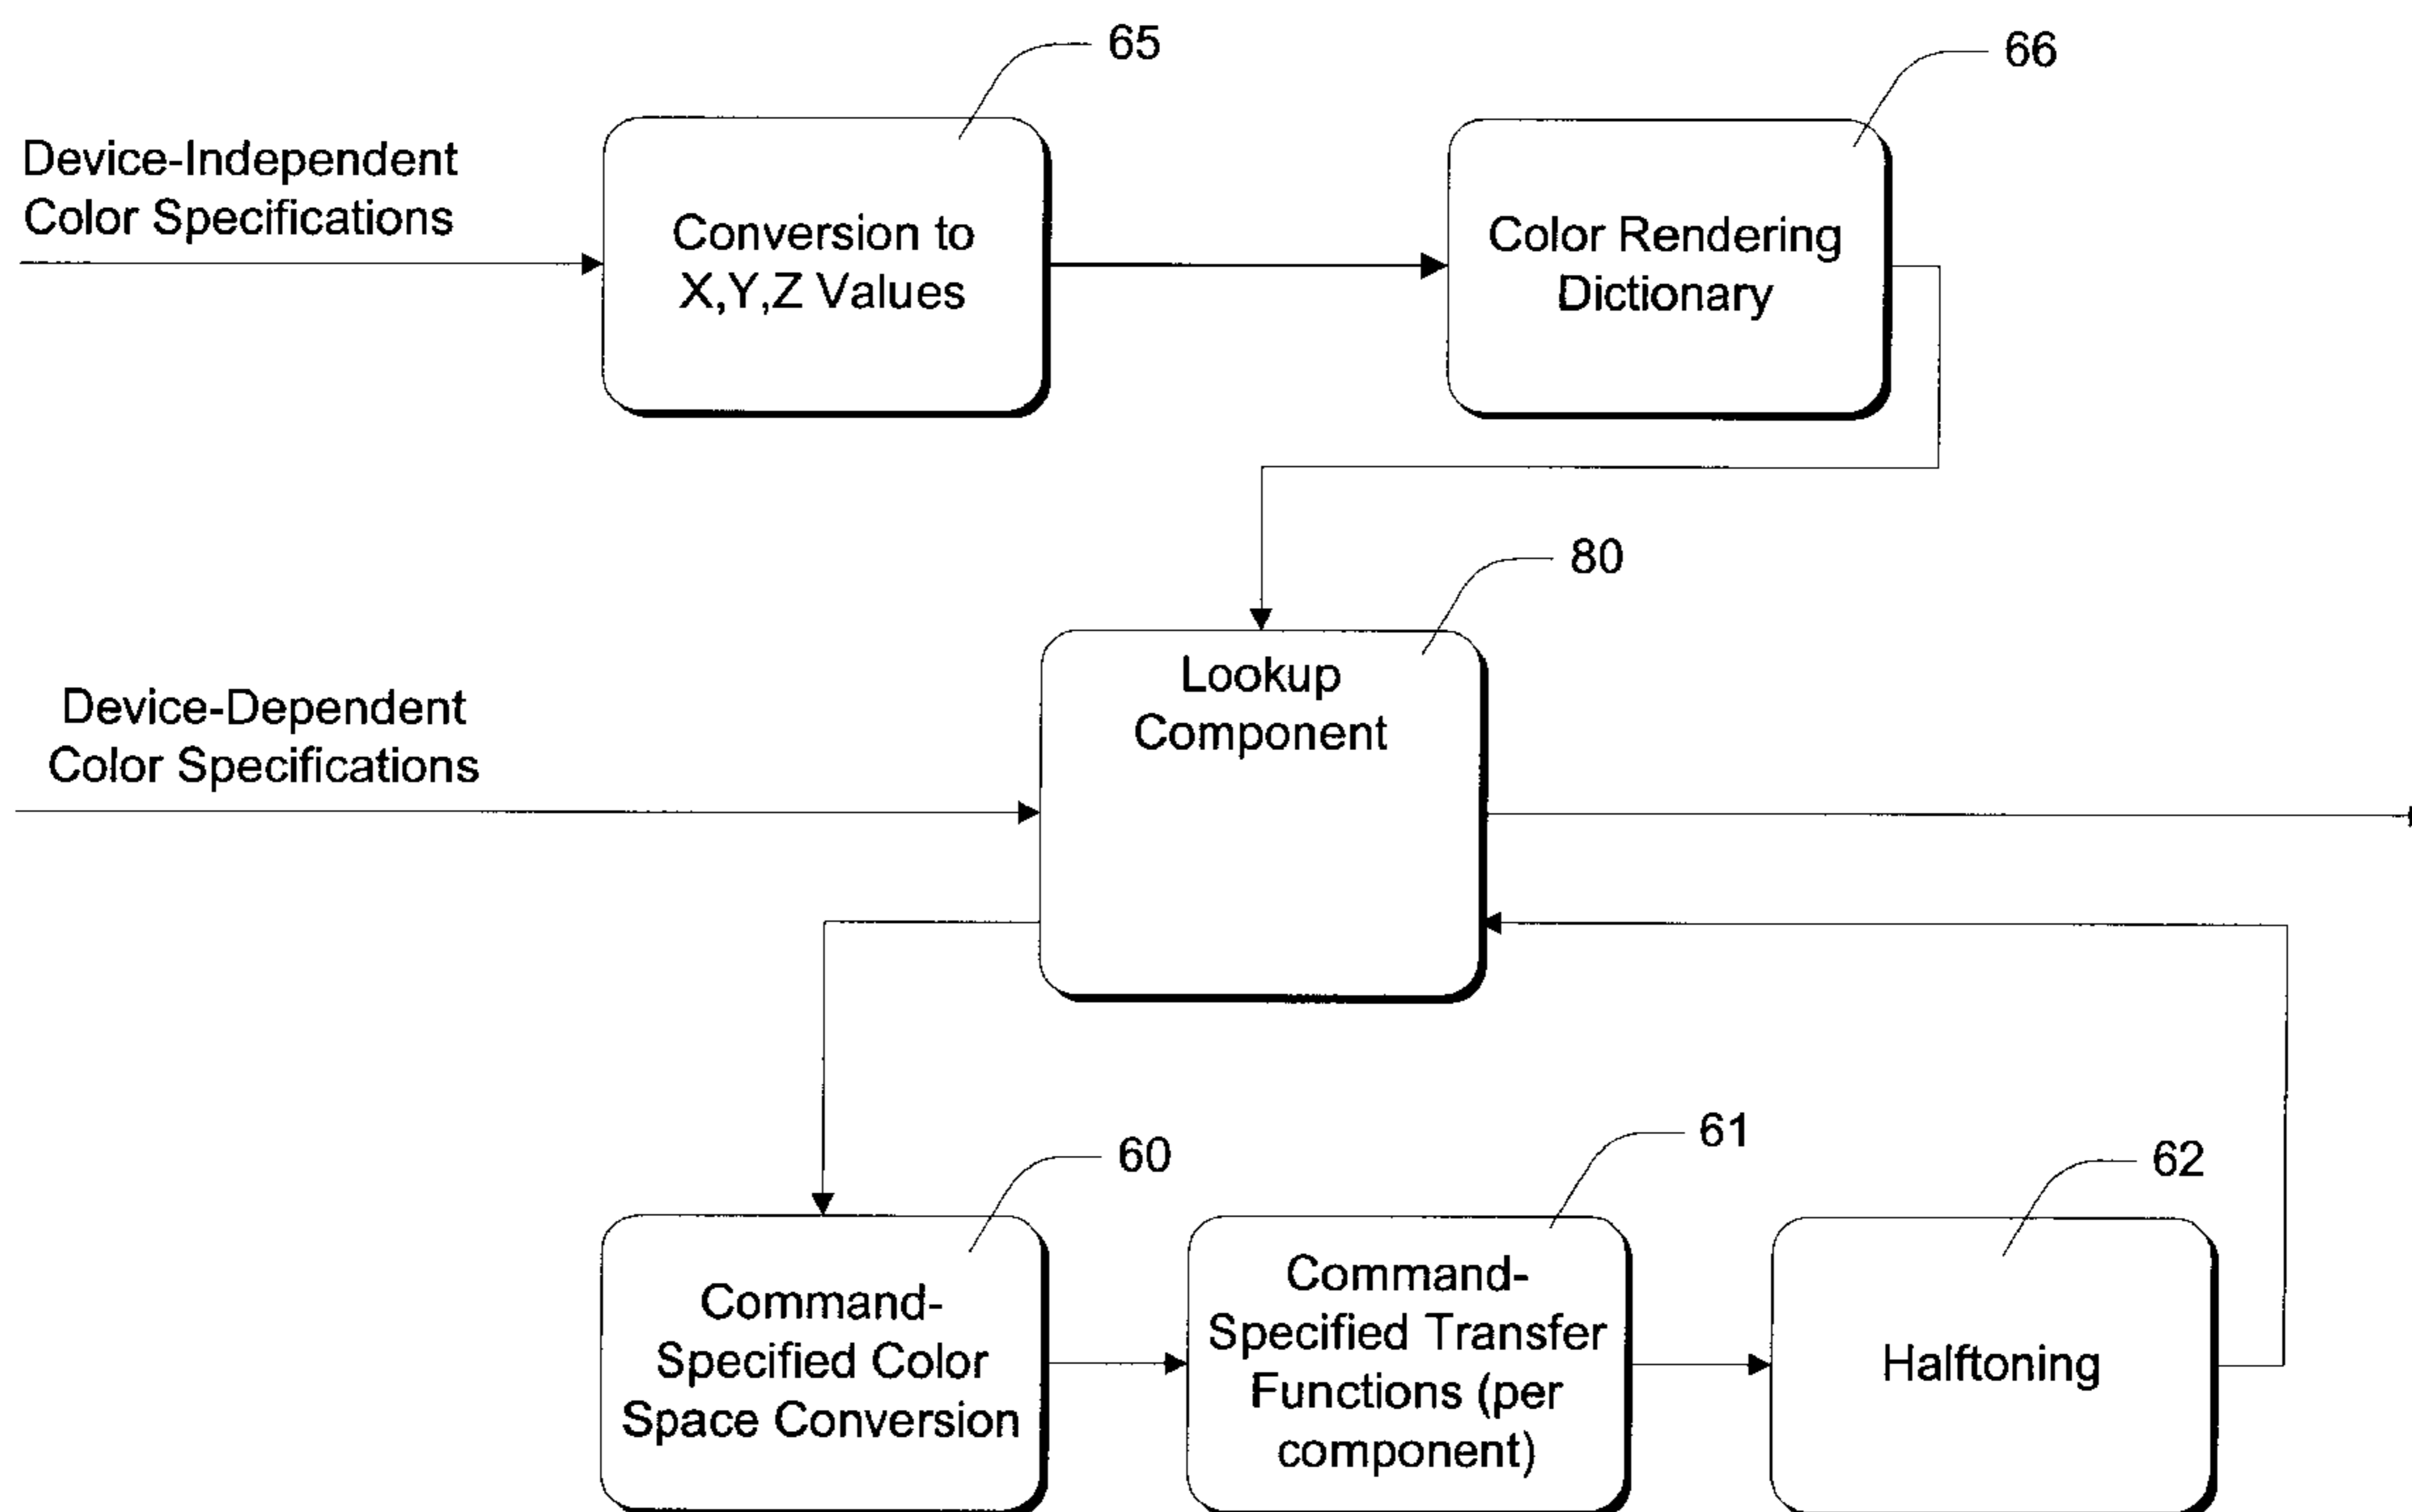 65
66
Device-Independent
Color Specifications
Conversion to
X,Y,Z Values
Color Rendering
Dictionary
80
Lookup
Component
Device-Dependent
Color Specifications
60
61
62
Command-
Specified Color
Space Conversion
Command-
Specified Transfer
Functions (per
component)
Halftoning